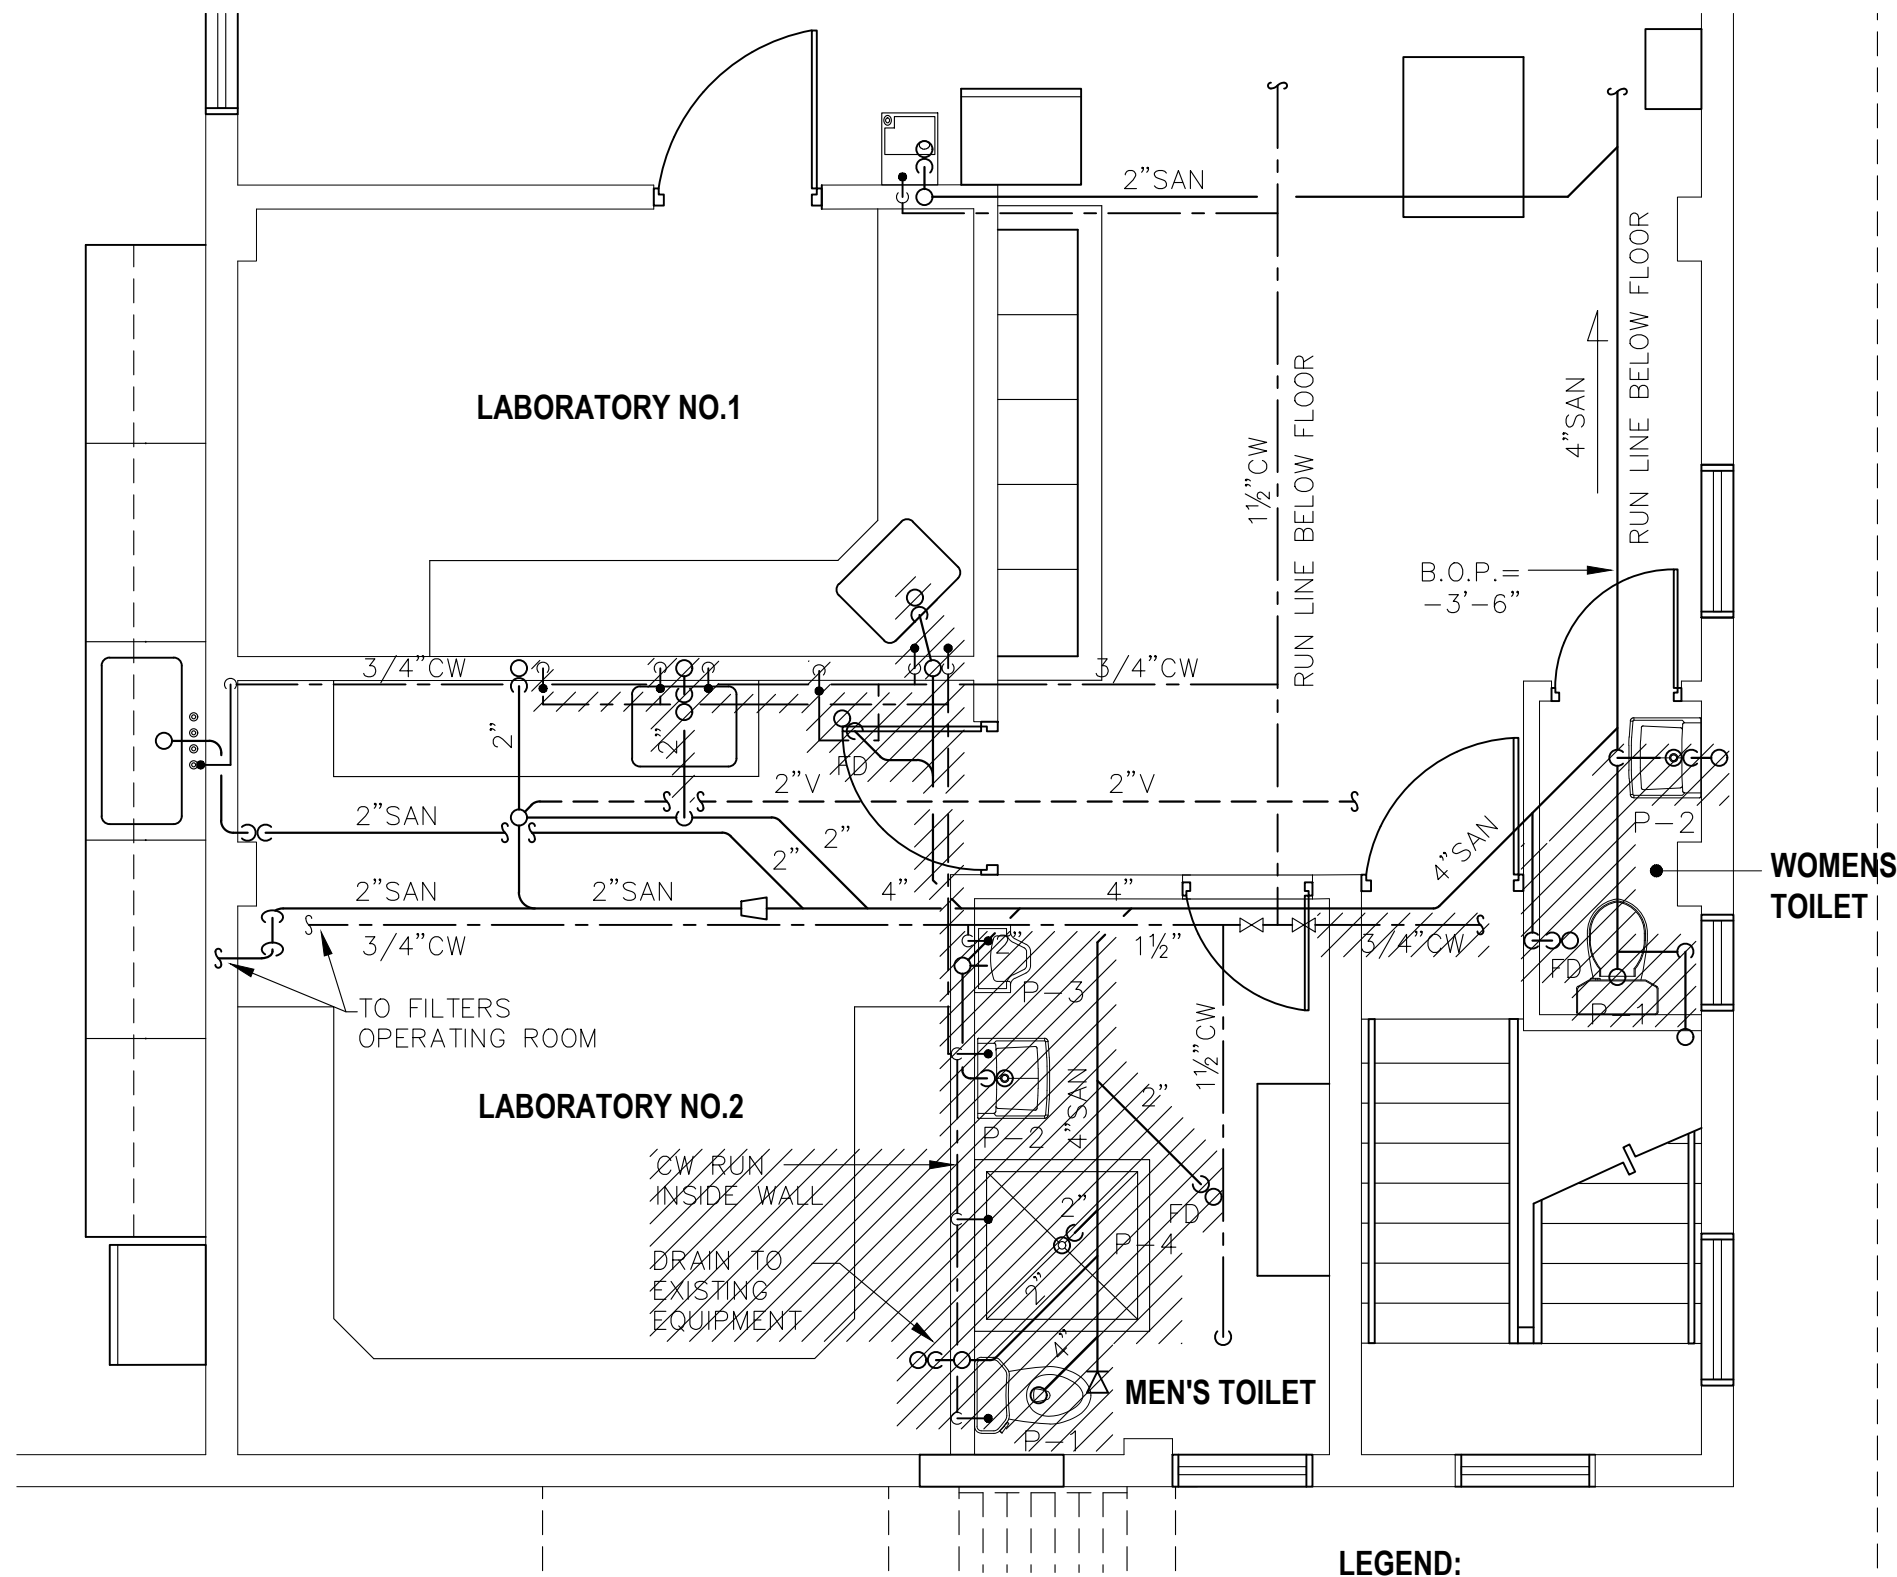 2”SAN
RUN LINE BELOW FLOOR
4”SAN
LABORATORY NO.1
1½”CW
RUN LINE BELOW FLOOR
B.O.P.=
-3’-6”
3/4”CW
3/4”CW
2”
2”
FD
2”V
2”V
2”SAN
2”
2”
P-2
4”SAN
WOMENS
TOILET
2”SAN
2”SAN
4”
4”
3/4”CW
2”
1½”
3/4”CW
FD
P-3
P-1
TO FILTERS
OPERATING ROOM
1½”CW
LABORATORY NO.2
4”SAN
2”
P-2
CW RUN
INSIDE WALL
2”
FD
P-4
DRAIN TO
EXISTING
EQUIPMENT
2”
4”
MEN'S TOILET
P-1
LEGEND: